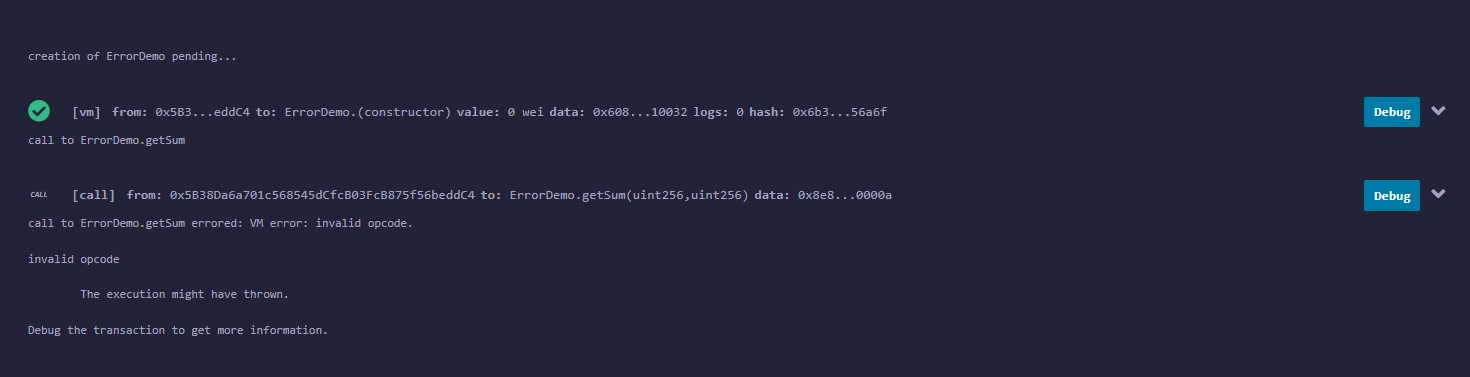 creation of ErrorDemo pending...
[vm] from: 0x5B3...eddC4 to: ErrorDemo.(constructor) value: 0 wei data: 0x608...10032 logs: 0 hash: 0x6b3...56a6f Debug
call to ErrorDemo.getSum
CALL [call] from: 0x5B38Da6a701c568545dCfcB03FcB875f56beddC4 to: ErrorDemo.getSum(uint256,uint256) data: 0x8e8...0000a Debug
call to ErrorDemo.getSum errored: VM error: invalid opcode.
invalid opcode
The execution might have thrown.
Debug the transaction to get more information.